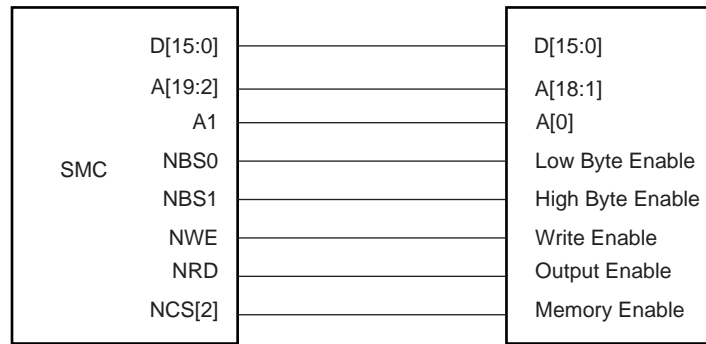 D[15:0] D[15:0]
A[19:2] A[18:1]
A1 A[0]
SMC NBS0 Low Byte Enable
NBS1 High Byte Enable
NWE Write Enable
NRD Output Enable
NCS[2] Memory Enable